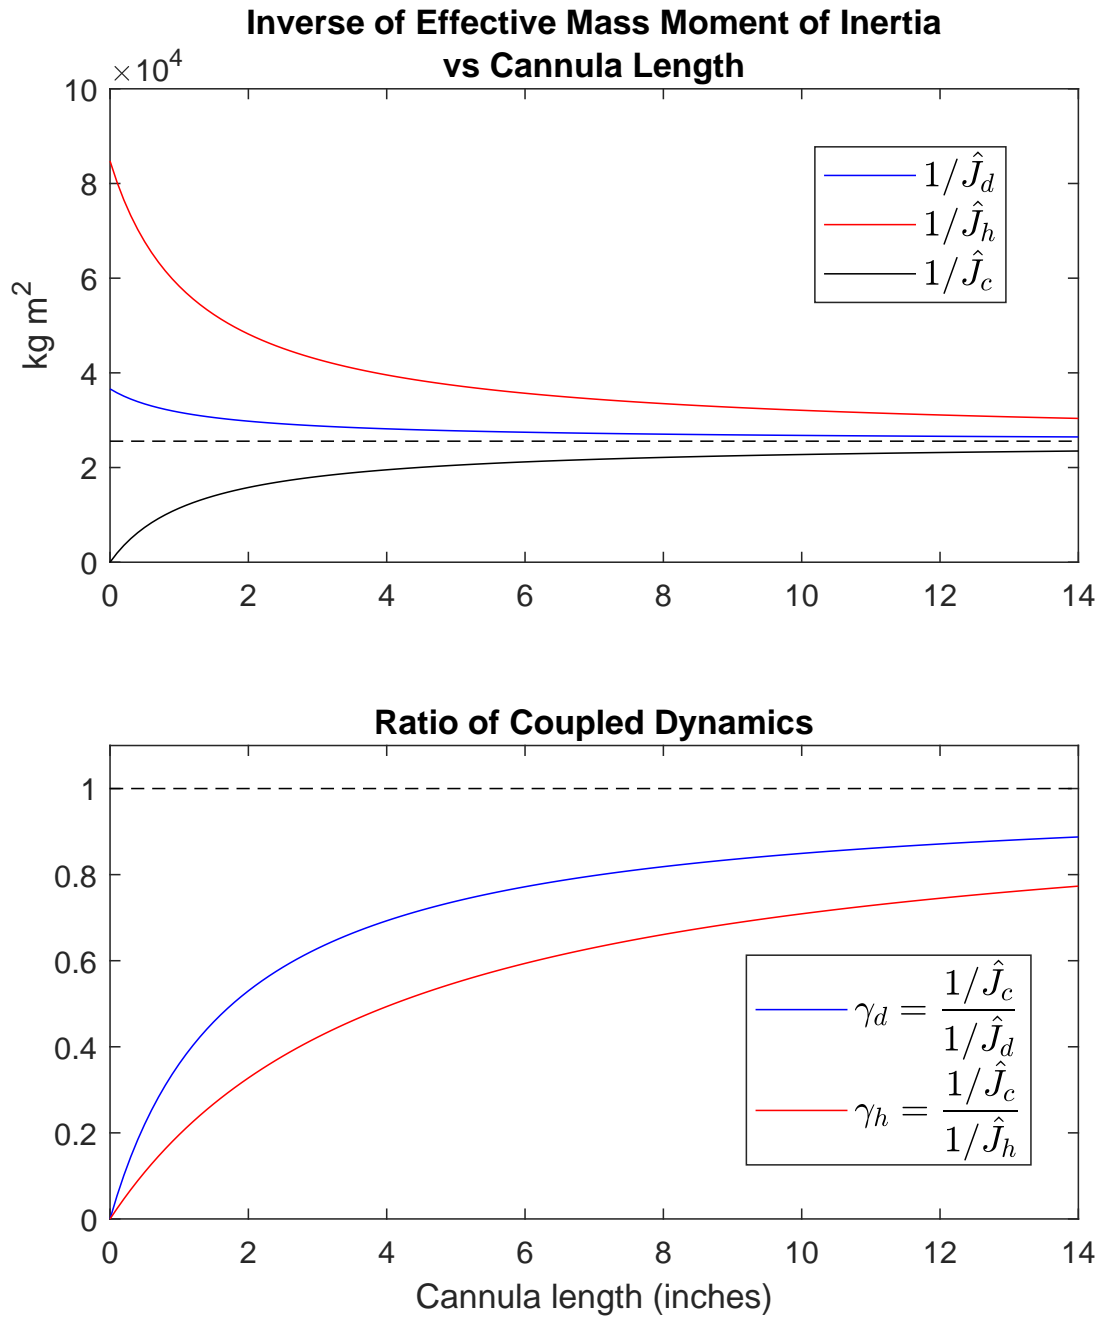 Inverse of Effective Mass Moment of Inertia
vs Cannula Length
×10⁴
10
8
6
4
2
0
kg m²
1/Ĵ_d
1/Ĵ_h
1/Ĵ_c
0 2 4 6 8 10 12 14
Ratio of Coupled Dynamics
1
0.8
0.6
0.4
0.2
0
γ_d = 1/Ĵ_c / 1/Ĵ_d
γ_h = 1/Ĵ_c / 1/Ĵ_h
0 2 4 6 8 10 12 14
Cannula length (inches)